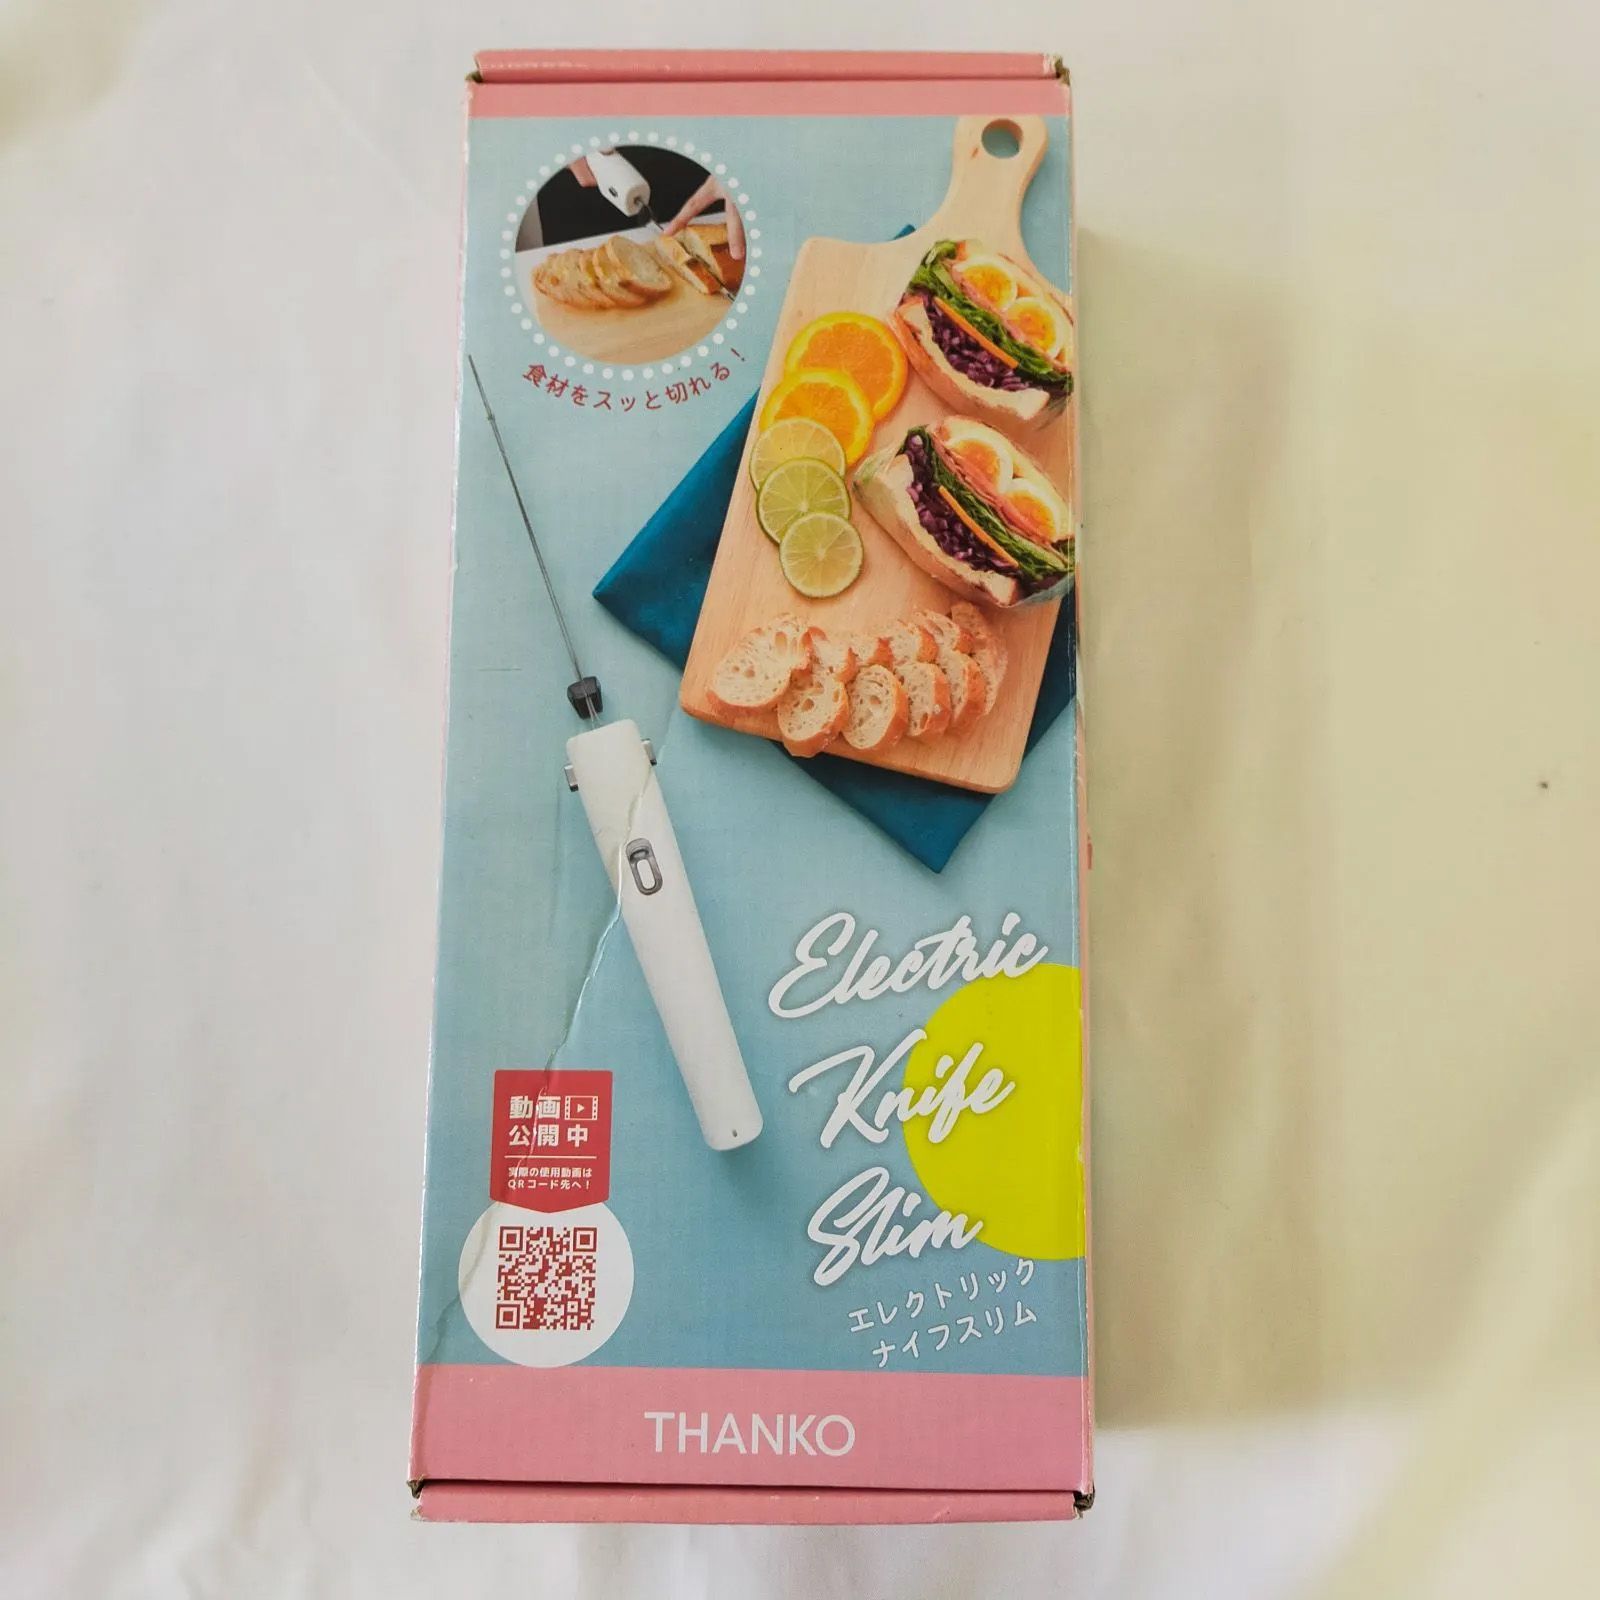 食材をスッと切れる!
Electric
Knife
Slim
エレクトリック
ナイフスリム
動画
公開中
実際の使用動画は
QRコード先へ!
THANKO